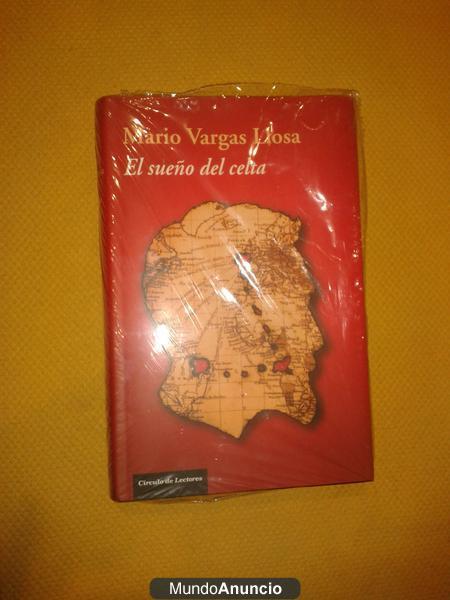 Mario Vargas Llosa
El sueño del celta
Círculo de Lectores
MundoAnuncio